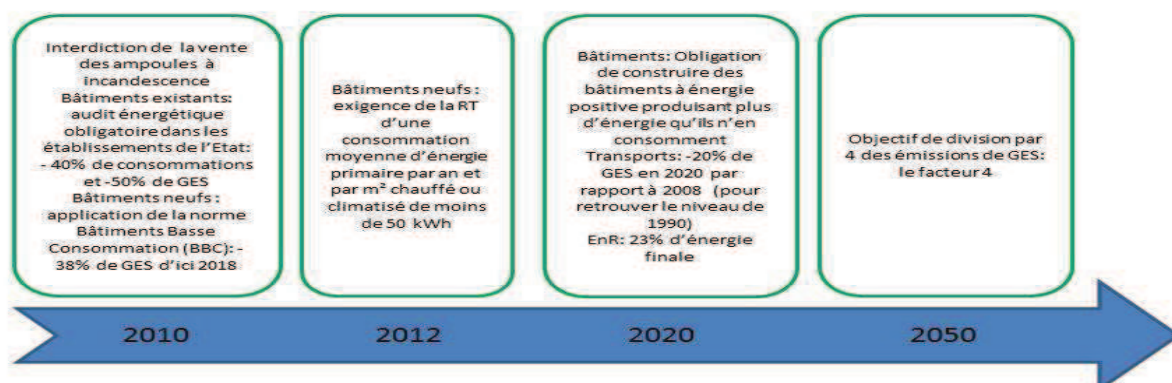 Interdiction de la vente
des ampoules à
incandescence
Bâtiments existants:
audit énergétique
obligatoire dans les
établissements de l'Etat:
- 40% de consommations
et -50% de GES
Bâtiments neufs :
application de la norme
Bâtiments Basse
Consommation (BBC): -
38% de GES d'ici 2018
Bâtiments neufs :
exigence de la RT
d'une
consommation
moyenne d'énergie
primaire par an et
par m² chauffé ou
climatisé de moins
de 50 kWh
Bâtiments: Obligation
de construire des
bâtiments à énergie
positive produisant plus
d'énergie qu'ils n'en
consomment
Transports: -20% de
GES en 2020 par
rapport à 2008 (pour
retrouver le niveau de
1990)
EnR: 23% d'énergie
finale
Objectif de division par
4 des émissions de GES:
le facteur 4
2010
2012
2020
2050